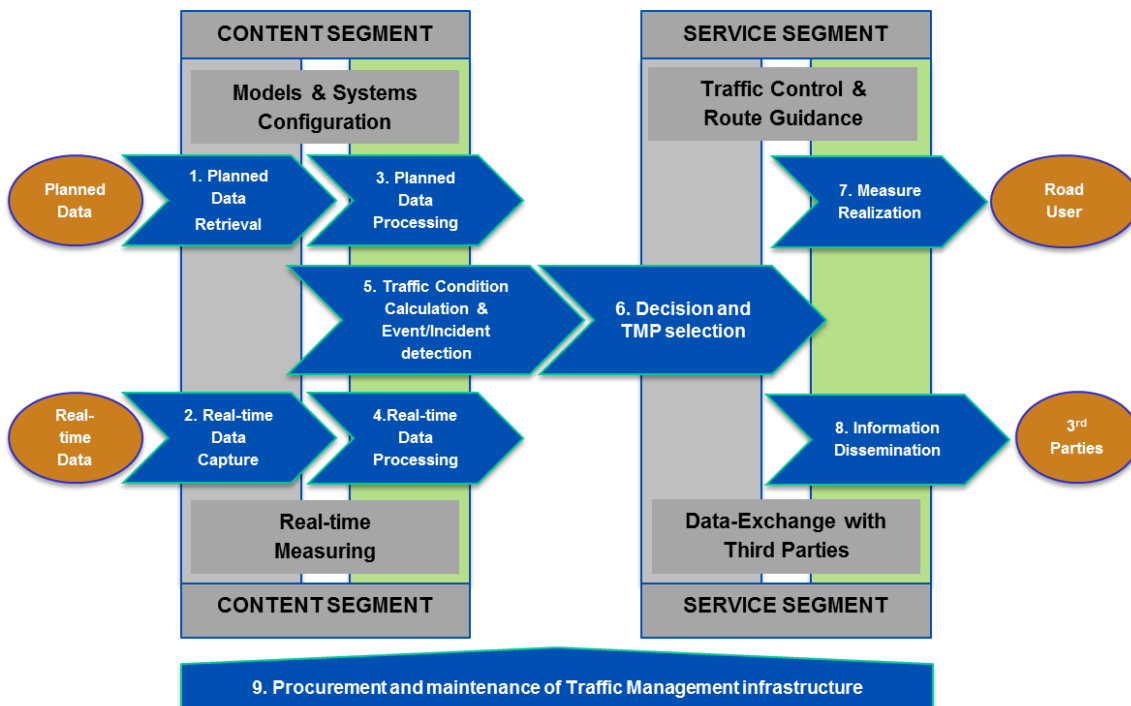 CONTENT SEGMENT
SERVICE SEGMENT
Models & Systems
Configuration
Traffic Control &
Route Guidance
Planned
Data
1. Planned
Data
Retrieval
3. Planned
Data
Processing
7. Measure
Realization
Road
User
5. Traffic Condition
Calculation &
Event/Incident
detection
6. Decision and
TMP selection
Real-
time
Data
2. Real-time
Data
Capture
4.Real-time
Data
Processing
8. Information
Dissemination
3rd
Parties
Real-time
Measuring
Data-Exchange with
Third Parties
CONTENT SEGMENT
SERVICE SEGMENT
9. Procurement and maintenance of Traffic Management infrastructure